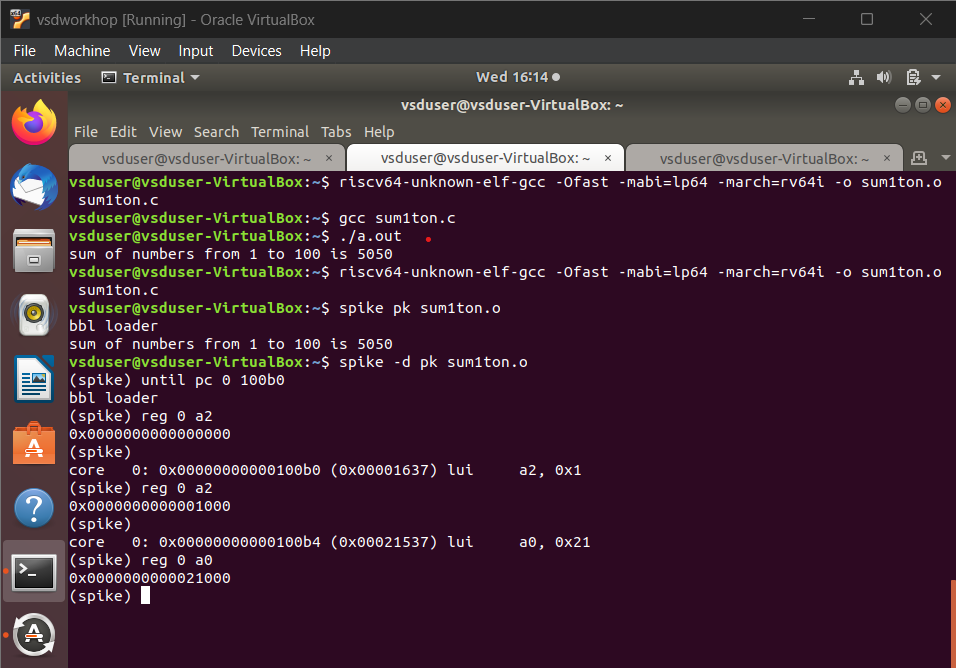 vsdworkhop [Running] - Oracle VirtualBox
File Machine View Input Devices Help
Activities Terminal Wed 16:14
vsduser@vsduser-VirtualBox: ~
File Edit View Search Terminal Tabs Help
vsduser@vsduser-VirtualBox: ~ × vsduser@vsduser-VirtualBox: ~ × vsduser@vsduser-VirtualBox: ~ ×
vsduser@vsduser-VirtualBox:~$ riscv64-unknown-elf-gcc -Ofast -mabi=lp64 -march=rv64i -o sum1ton.o
sum1ton.c
vsduser@vsduser-VirtualBox:~$ gcc sum1ton.c
vsduser@vsduser-VirtualBox:~$ ./a.out
sum of numbers from 1 to 100 is 5050
vsduser@vsduser-VirtualBox:~$ riscv64-unknown-elf-gcc -Ofast -mabi=lp64 -march=rv64i -o sum1ton.o
sum1ton.c
vsduser@vsduser-VirtualBox:~$ spike pk sum1ton.o
bbl loader
sum of numbers from 1 to 100 is 5050
vsduser@vsduser-VirtualBox:~$ spike -d pk sum1ton.o
(spike) until pc 0 100b0
bbl loader
(spike) reg 0 a2
0x0000000000000000
(spike)
core   0: 0x00000000000100b0 (0x00001637) lui     a2, 0x1
(spike) reg 0 a2
0x0000000000001000
(spike)
core   0: 0x00000000000100b4 (0x00021537) lui     a0, 0x21
(spike) reg 0 a0
0x0000000000021000
(spike)